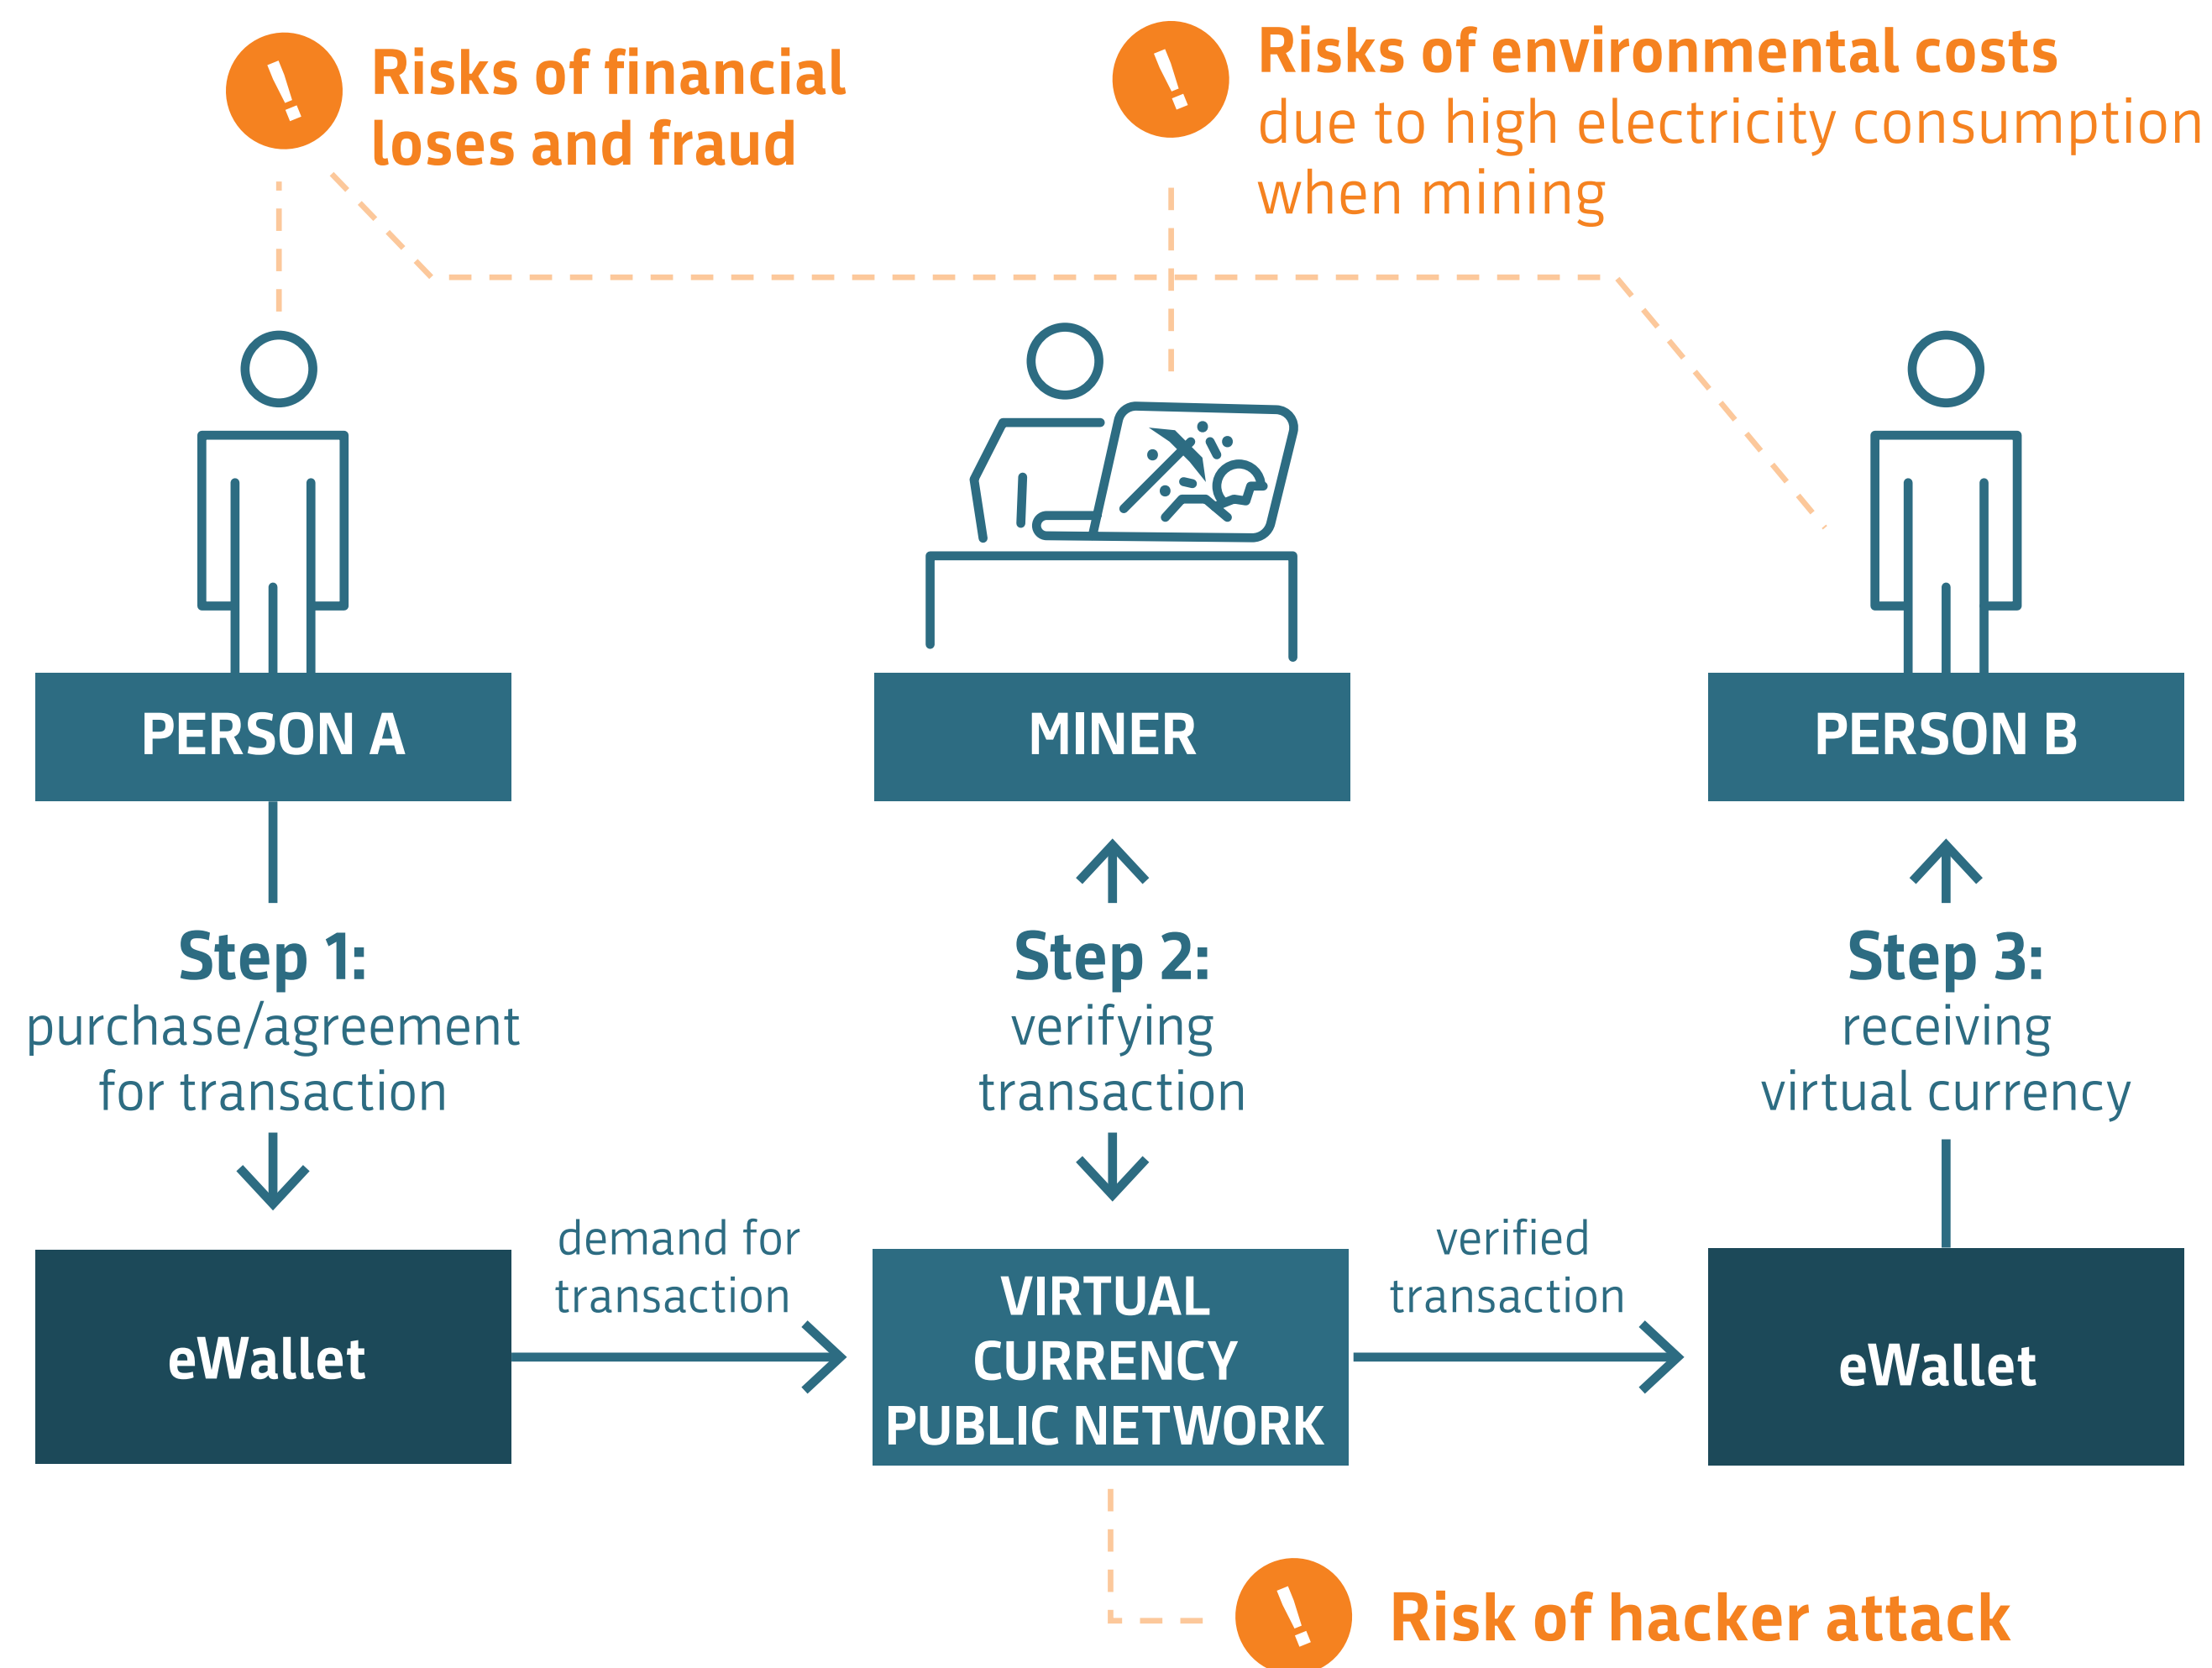 Risks of financial
loses and fraud
Risks of environmental costs
due to high electricity consumption
when mining
PERSON A
MINER
PERSON B
Step 1:
purchase/agreement
for transaction
Step 2:
verifying
transaction
Step 3:
receiving
virtual currency
eWallet
demand for
transaction
VIRTUAL
CURRENCY
PUBLIC NETWORK
verified
transaction
eWallet
Risk of hacker attack